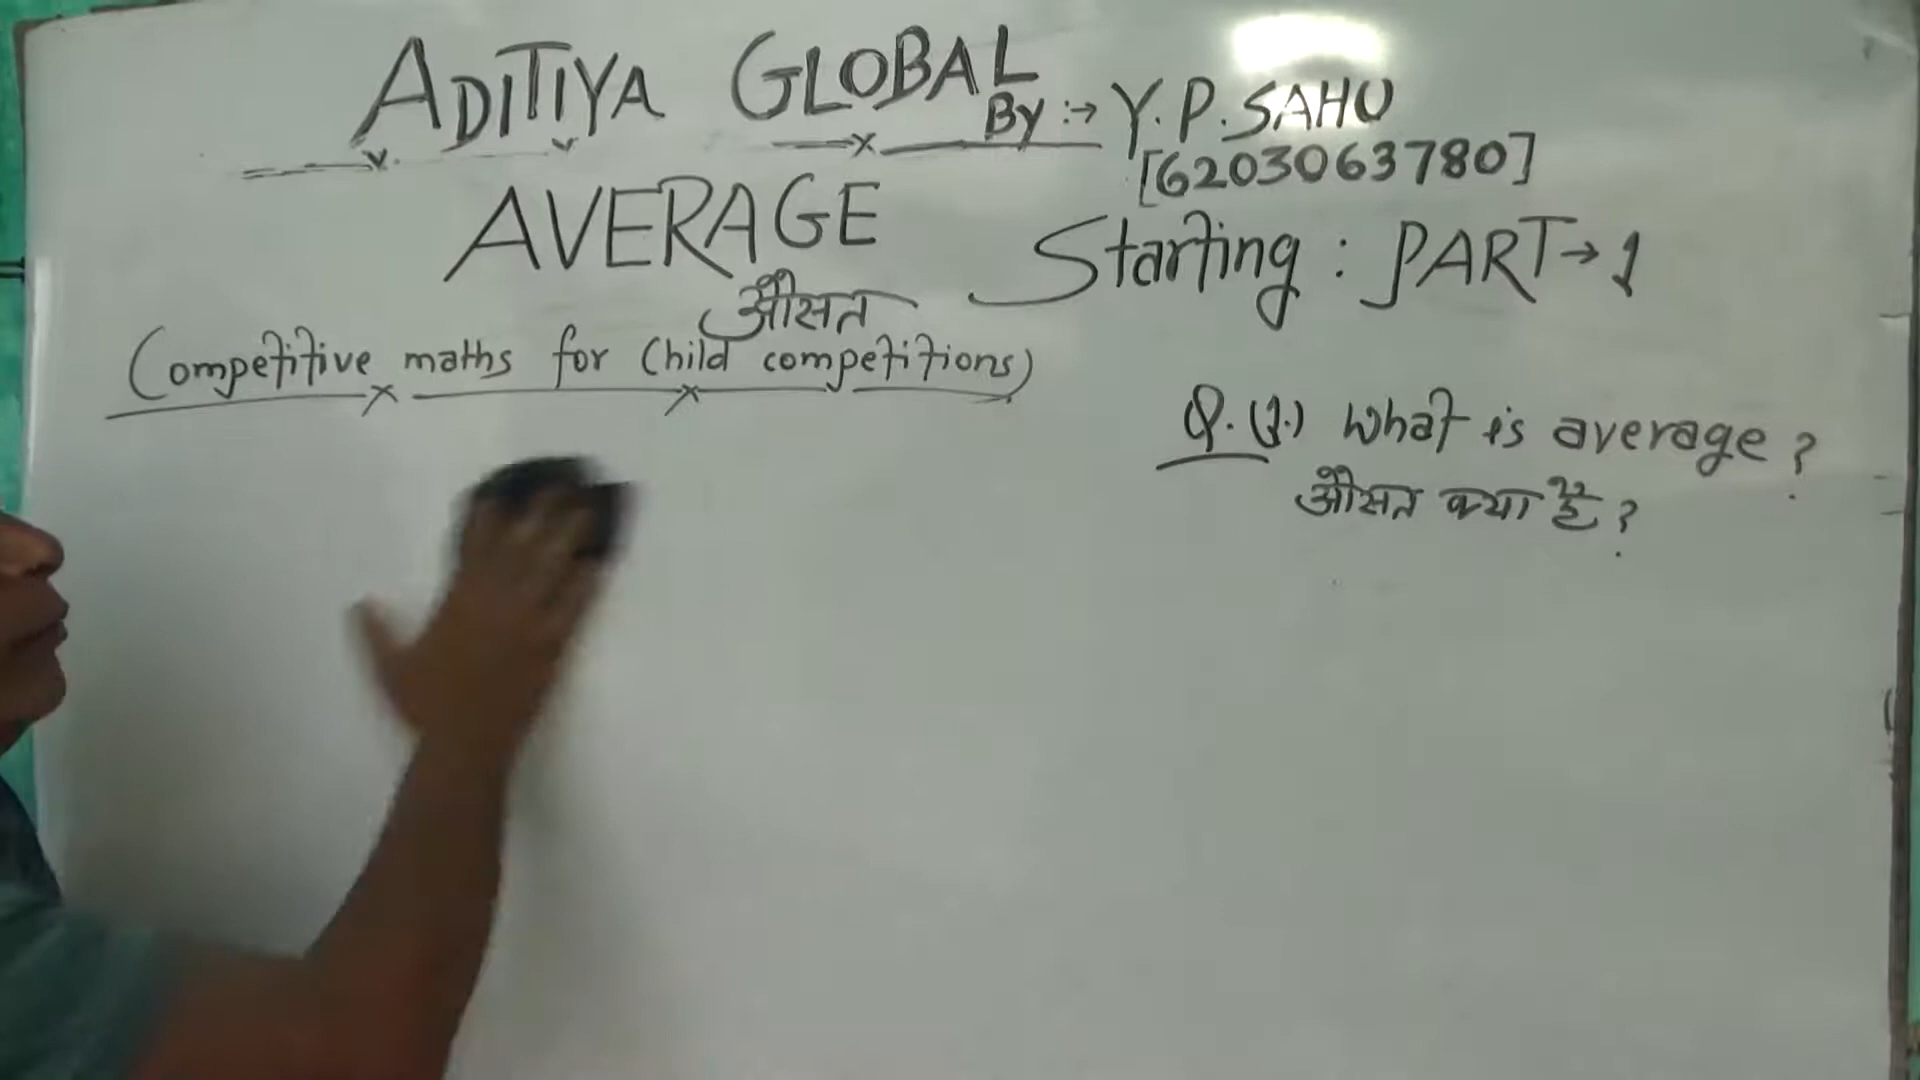 ADITIYA GLOBAL
By :→ Y.P.SAHU
[6203063780]
AVERAGE
औसत
Starting : PART→1
(Competitive maths for Child competitions)
Q.(1.) What is average?
औसत क्या है?